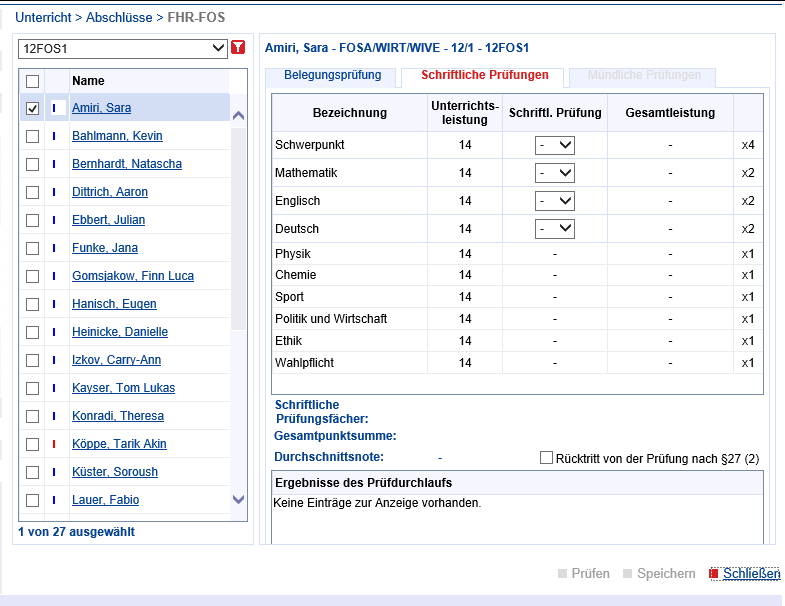 Unterricht > Abschlüsse > FHR-FOS
12FOS1
Name
Amiri, Sara
Bahlmann, Kevin
Bernhardt, Natascha
Dittrich, Aaron
Ebbert, Julian
Funke, Jana
Gomsjakow, Finn Luca
Hanisch, Eugen
Heinicke, Danielle
Izkov, Carry-Ann
Kayser, Tom Lukas
Konradi, Theresa
Köppe, Tarik Akin
Küster, Soroush
Lauer, Fabio
1 von 27 ausgewählt
Amiri, Sara - FOSA/WIRT/WIVE - 12/1 - 12FOS1
Belegungsprüfung Schriftliche Prüfungen Mündliche Prüfungen
Bezeichnung Unterrichts-leistung Schriftl. Prüfung Gesamtleistung
Schwerpunkt 14 - - x4
Mathematik 14 - - x2
Englisch 14 - - x2
Deutsch 14 - - x2
Physik 14 - - x1
Chemie 14 - - x1
Sport 14 - - x1
Politik und Wirtschaft 14 - - x1
Ethik 14 - - x1
Wahlpflicht 14 - - x1
Schriftliche
Prüfungsfächer:
Gesamtpunktsumme:
Durchschnittsnote: - Rücktritt von der Prüfung nach §27 (2)
Ergebnisse des Prüfdurchlaufs
Keine Einträge zur Anzeige vorhanden.
Prüfen Speichern Schließen